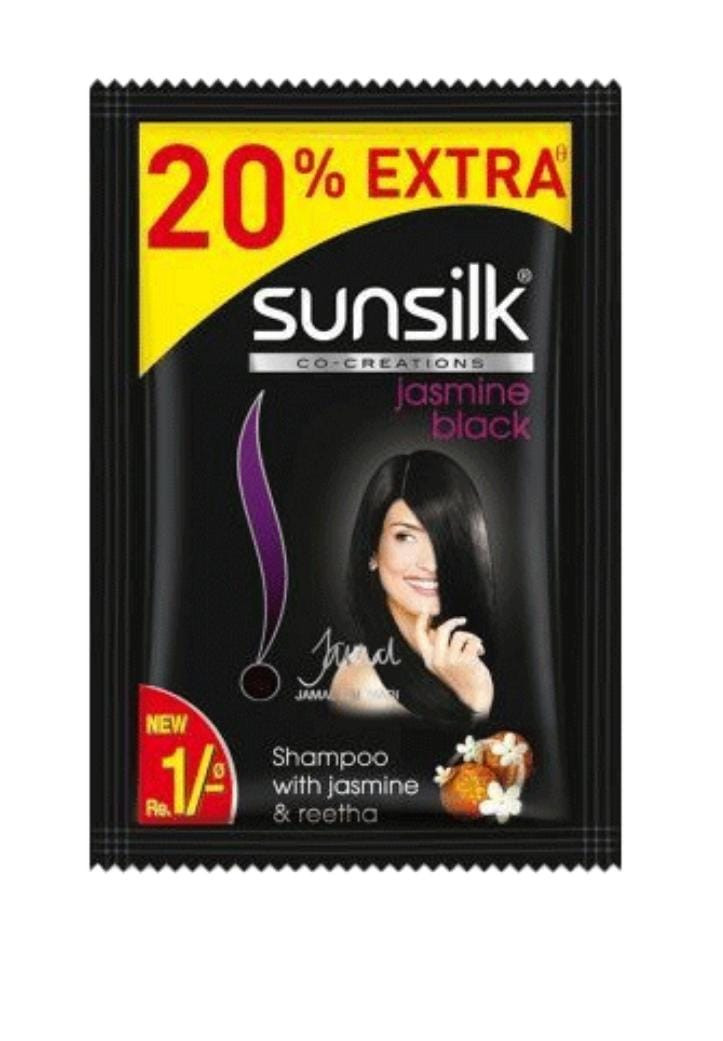 20% EXTRA
sunsilk®
CO-CREATIONS
jasmine
black
NEW
Re. 1/-
Shampoo
with jasmine
& reetha